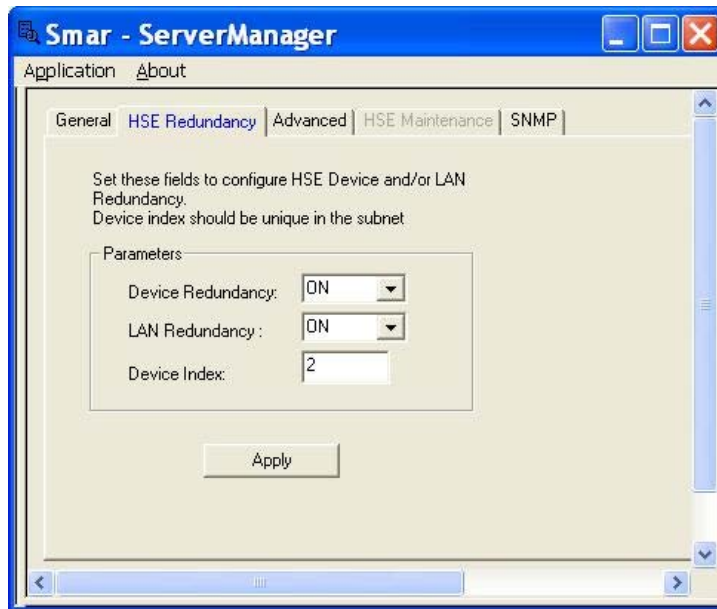 Smar - ServerManager
Application About
General HSE Redundancy Advanced HSE Maintenance SNMP
Set these fields to configure HSE Device and/or LAN
Redundancy.
Device index should be unique in the subnet
Parameters
Device Redundancy: ON
LAN Redundancy : ON
Device Index: 2
Apply